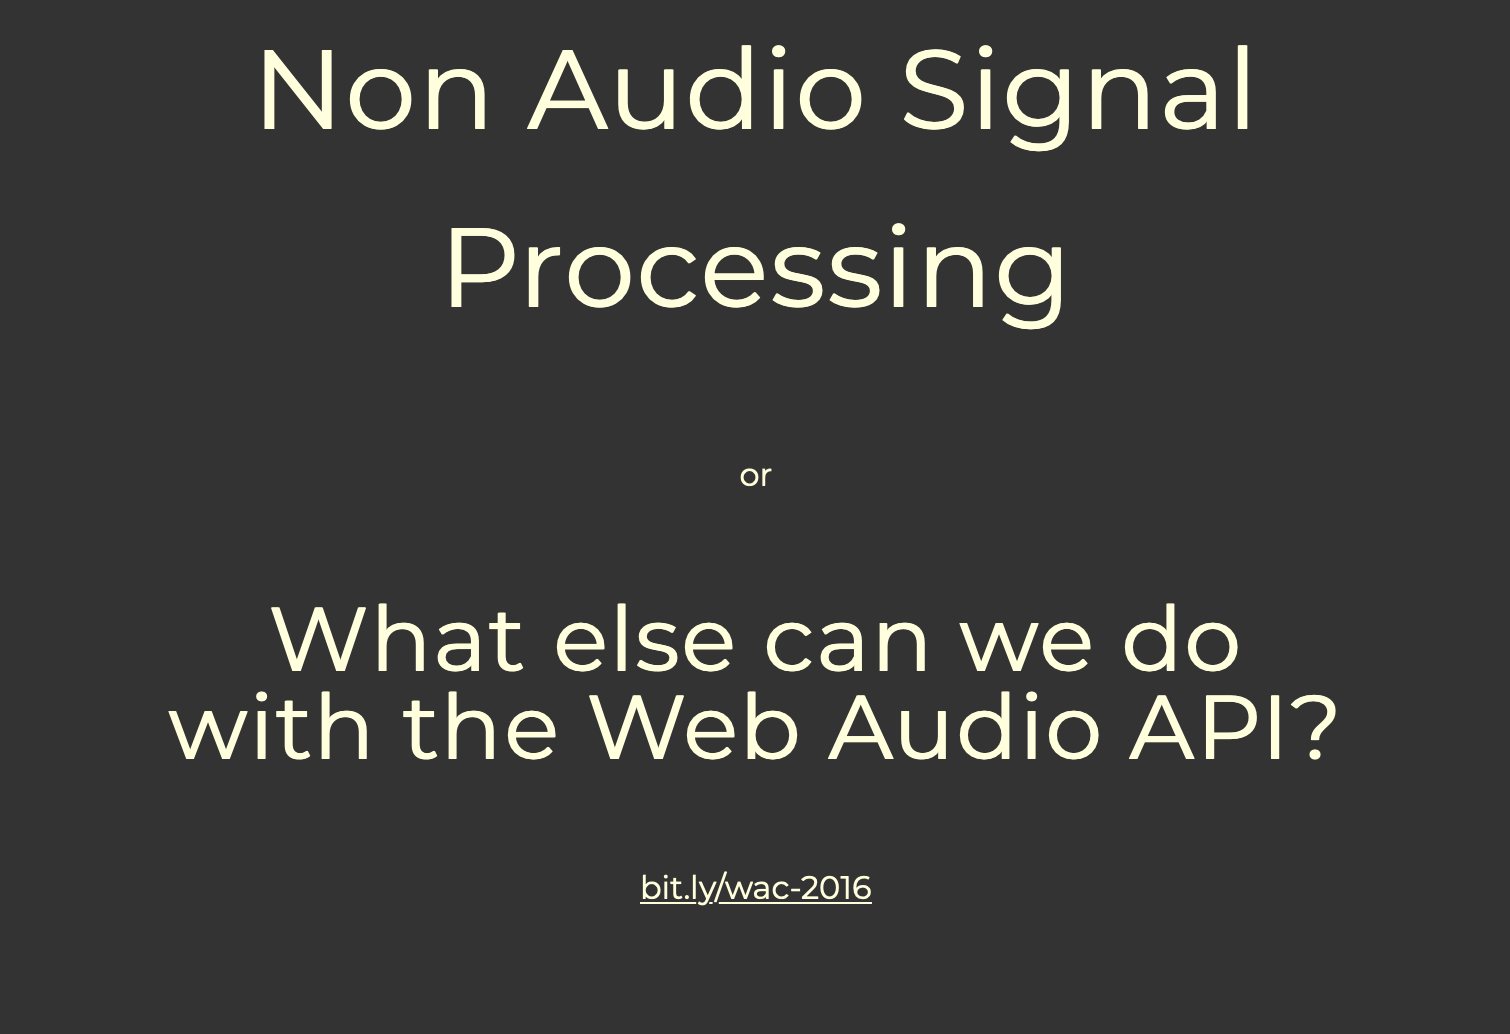 Non Audio Signal
Processing
or
What else can we do
with the Web Audio API?
bit.ly/wac-2016